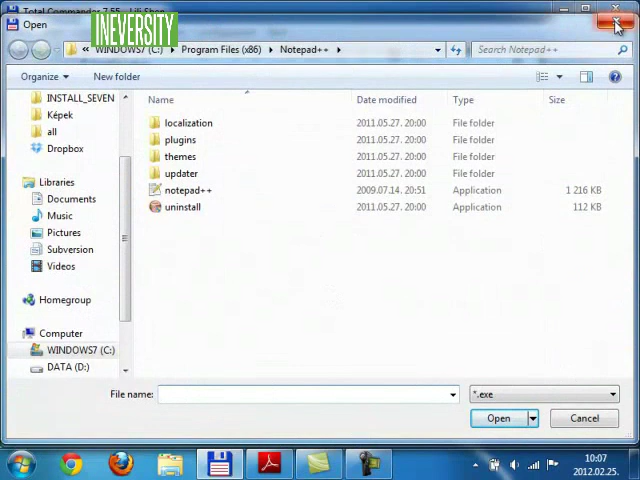 Total Commander 7.55 - Lili Shop
Open
INEVERSITY
WINDOWS7 (C:) Program Files (x86) Notepad++
Search Notepad++
Organize New folder
Name Date modified Type Size
INSTALL_SEVEN
Képek
all
Dropbox
Libraries
Documents
Music
Pictures
Subversion
Videos
Homegroup
Computer
WINDOWS7 (C:)
DATA (D:)
localization 2011.05.27. 20:00 File folder
plugins 2011.05.27. 20:00 File folder
themes 2011.05.27. 20:00 File folder
updater 2011.05.27. 20:00 File folder
notepad++ 2009.07.14. 20:51 Application 1 216 KB
uninstall 2011.05.27. 20:00 Application 112 KB
File name: *.exe
Open Cancel
10:07
2012.02.25.